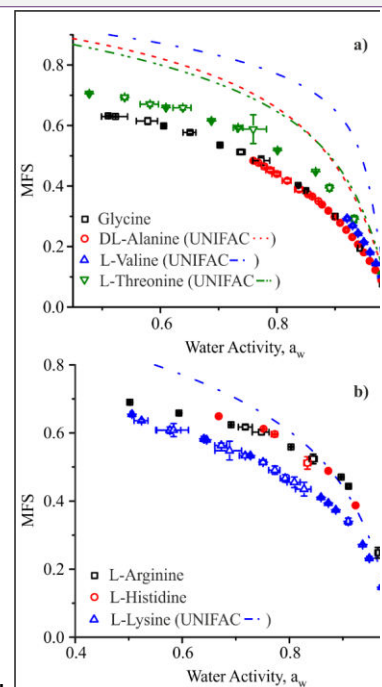 a)
0.8
0.6
0.4
0.2
0.0
MFS
Glycine
DL-Alanine (UNIFAC - - -)
L-Valine (UNIFAC - · -)
L-Threonine (UNIFAC - ·· -)
0.6
0.8
Water Activity, a_w
b)
0.8
0.6
0.4
0.2
0.0
MFS
L-Arginine
L-Histidine
L-Lysine (UNIFAC - · -)
0.4
0.6
0.8
Water Activity, a_w